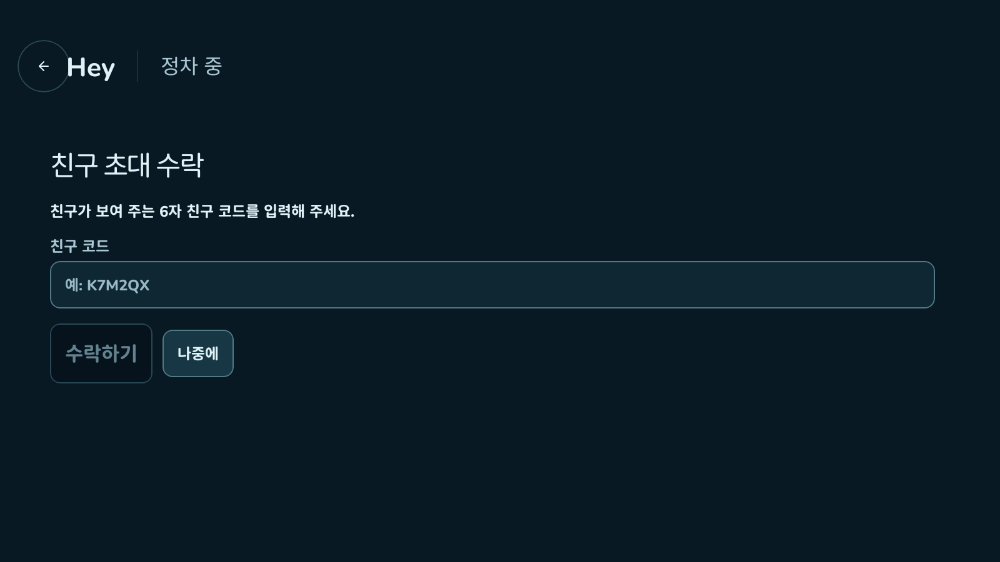 Hey
정차 중
친구 초대 수락
친구가 보여 주는 6자 친구 코드를 입력해 주세요.
친구 코드
예: K7M2QX
수락하기
나중에